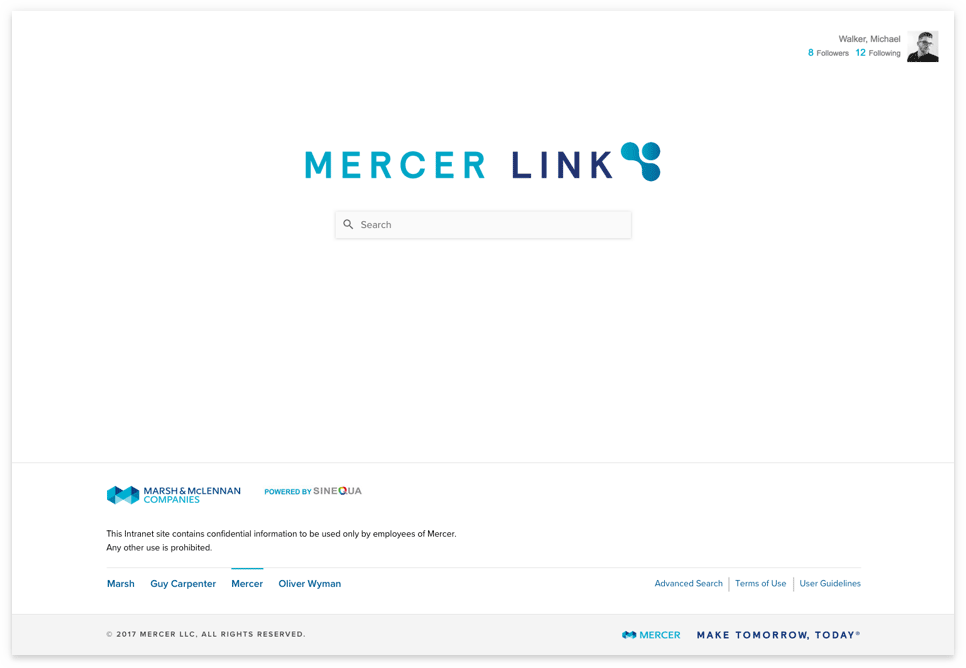 Walker, Michael
8 Followers 12 Following
MERCER LINK
Search
MARSH & McLENNAN
COMPANIES
POWERED BY SINEQUA
This Intranet site contains confidential information to be used only by employees of Mercer.
Any other use is prohibited.
Marsh Guy Carpenter Mercer Oliver Wyman
Advanced Search Terms of Use User Guidelines
© 2017 MERCER LLC, ALL RIGHTS RESERVED.
MERCER MAKE TOMORROW, TODAY®